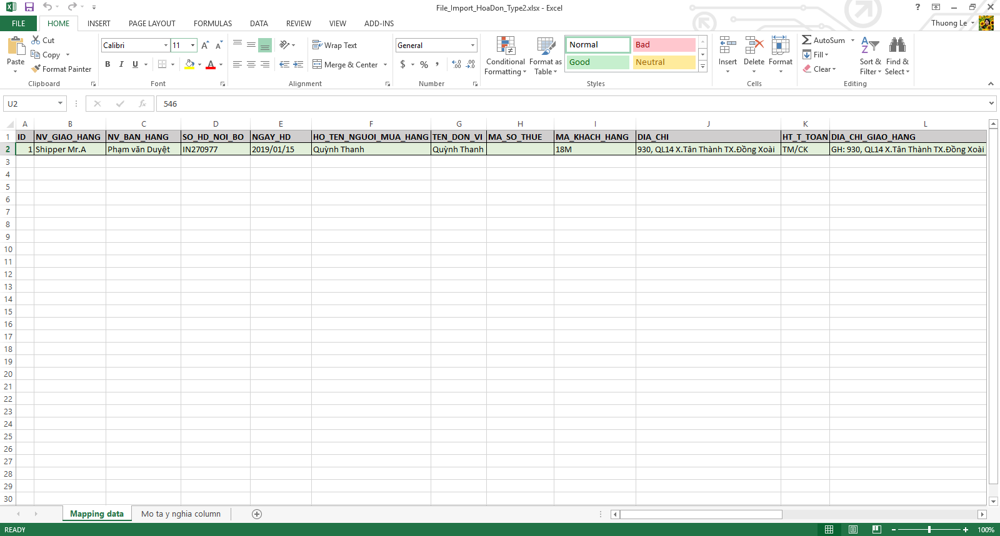 File_Import_HoaDon_Type2.xlsx - Excel
?
FILE HOME INSERT PAGE LAYOUT FORMULAS DATA REVIEW VIEW ADD-INS Thuong Le
Paste
Cut
Copy
Format Painter
Clipboard
Calibri 11
B I U
Font
Wrap Text
Merge & Center
Alignment
General
$ % ,
Number
Conditional Formatting
Format as Table
Normal Bad
Good Neutral
Styles
Insert Delete Format
Cells
AutoSum
Fill
Clear
Sort & Filter
Find & Select
Editing
U2 fx 546
A B C D E F G H I J K L
1 ID NV_GIAO_HANG NV_BAN_HANG SO_HD_NOI_BO NGAY_HD HO_TEN_NGUOI_MUA_HANG TEN_DON_VI MA_SO_THUE MA_KHACH_HANG DIA_CHI HT_T_TOAN DIA_CHI_GIAO_HANG
2 1 Shipper Mr.A Phạm văn Duyệt IN270977 2019/01/15 Quỳnh Thanh Quỳnh Thanh 18M 930, QL14 X.Tân Thành TX.Đồng Xoài TM/CK GH: 930, QL14 X.Tân Thành TX.Đồng Xoài
3
4
5
6
7
8
9
10
11
12
13
14
15
16
17
18
19
20
21
22
23
24
25
26
27
28
29
30
Mapping data Mo ta y nghia column
READY 100%